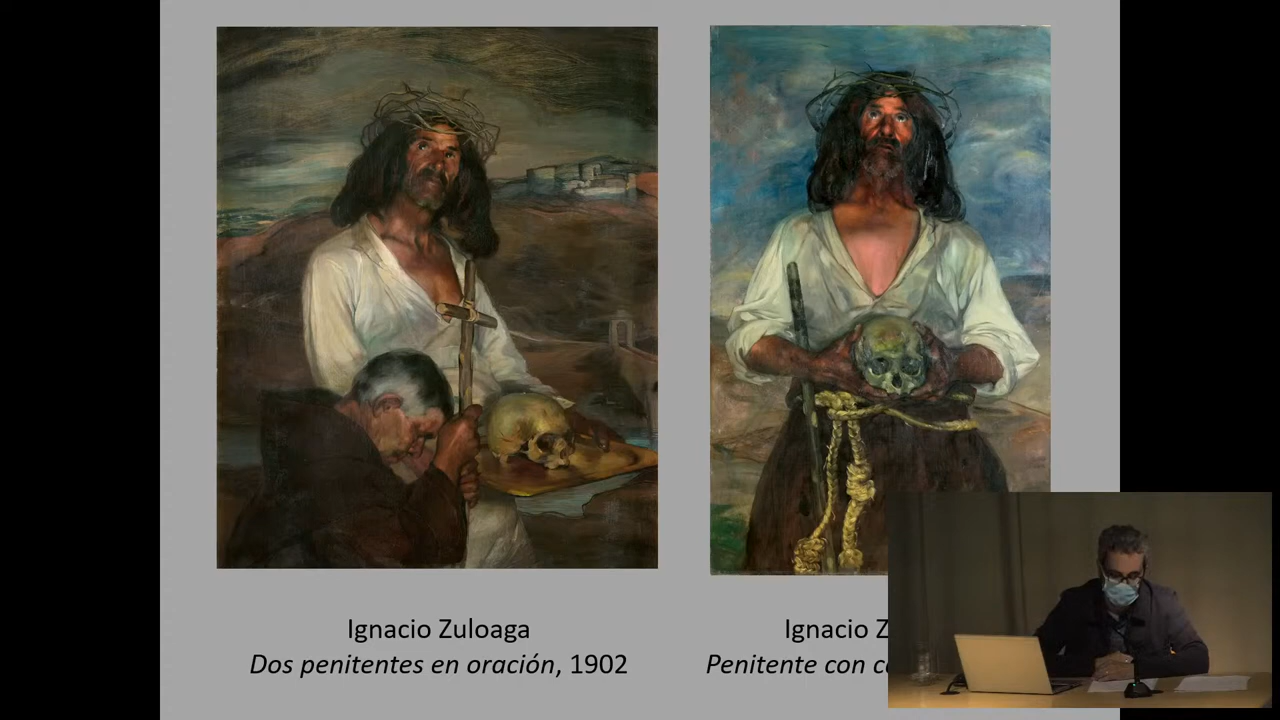 Ignacio Zuloaga
Dos penitentes en oración, 1902
Ignacio Z
Penitente con c